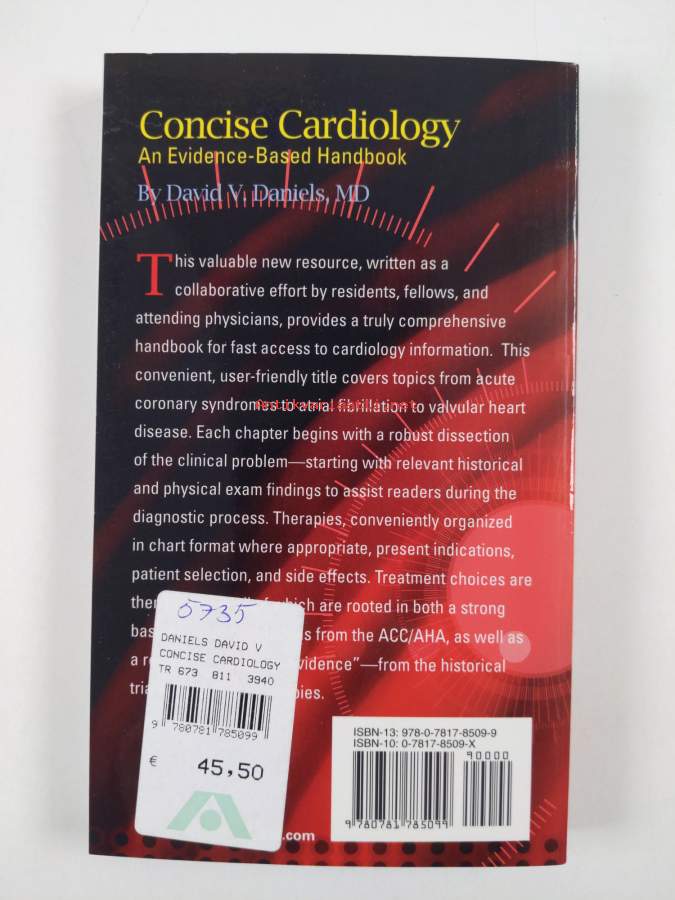 Concise Cardiology
An Evidence-Based Handbook
By David V. Daniels, MD
This valuable new resource, written as a
collaborative effort by residents, fellows, and
attending physicians, provides a truly comprehensive
handbook for fast access to cardiology information. This
convenient, user-friendly title covers topics from acute
coronary syndromes to atrial fibrillation to valvular heart
disease. Each chapter begins with a robust dissection
of the clinical problem—starting with relevant historical
and physical exam findings to assist readers during the
diagnostic process. Therapies, conveniently organized
in chart format where appropriate, present indications,
patient selection, and side effects. Treatment choices are
which are rooted in both a strong
from the ACC/AHA, as well as
evidence”—from the historical
5735
DANIELS DAVID V
CONCISE CARDIOLOGY
TR 673 811 3940
9 780781 785099
€ 45,50
ISBN-13: 978-0-7817-8509-9
ISBN-10: 0-7817-8509-X
90000
9 780781 785099
.com